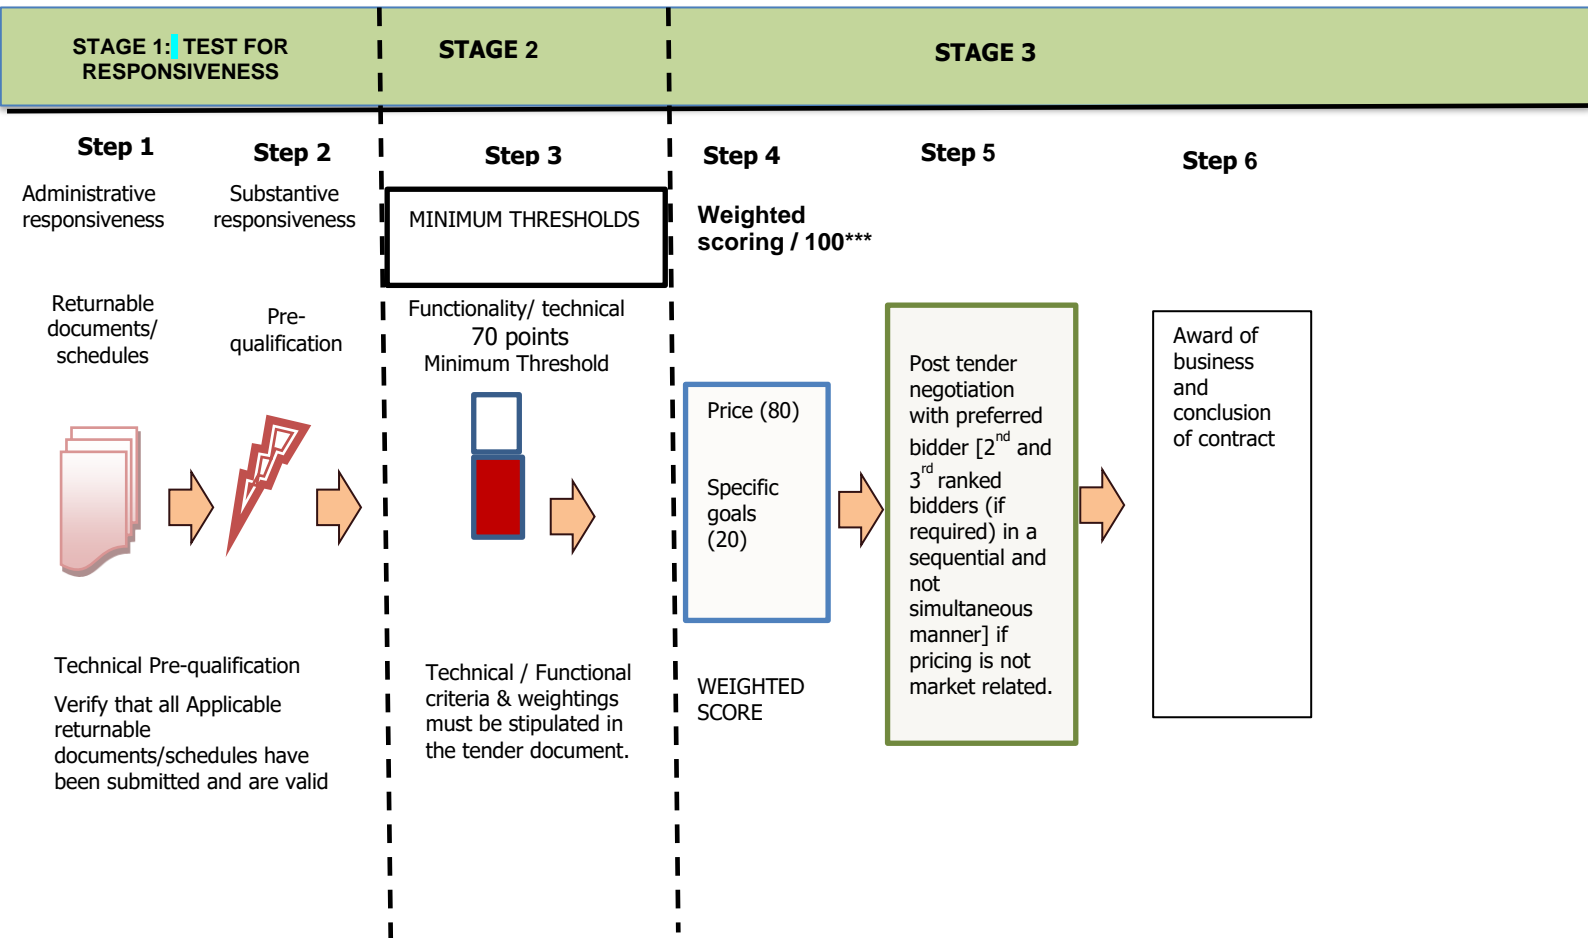 STAGE 1: TEST FOR
RESPONSIVENESS
STAGE 2
STAGE 3
Step 1
Administrative
responsiveness
Returnable
documents/
schedules
Step 2
Substantive
responsiveness
Pre-
qualification
Technical Pre-qualification
Verify that all Applicable
returnable
documents/schedules have
been submitted and are valid
Step 3
MINIMUM THRESHOLDS
Functionality/ technical
70 points
Minimum Threshold
Technical / Functional
criteria & weightings
must be stipulated in
the tender document.
Step 4
Weighted
scoring / 100***
Price (80)
Specific
goals
(20)
WEIGHTED
SCORE
Step 5
Post tender
negotiation
with preferred
bidder [2nd and
3rd ranked
bidders (if
required) in a
sequential and
not
simultaneous
manner] if
pricing is not
market related.
Step 6
Award of
business
and
conclusion
of contract